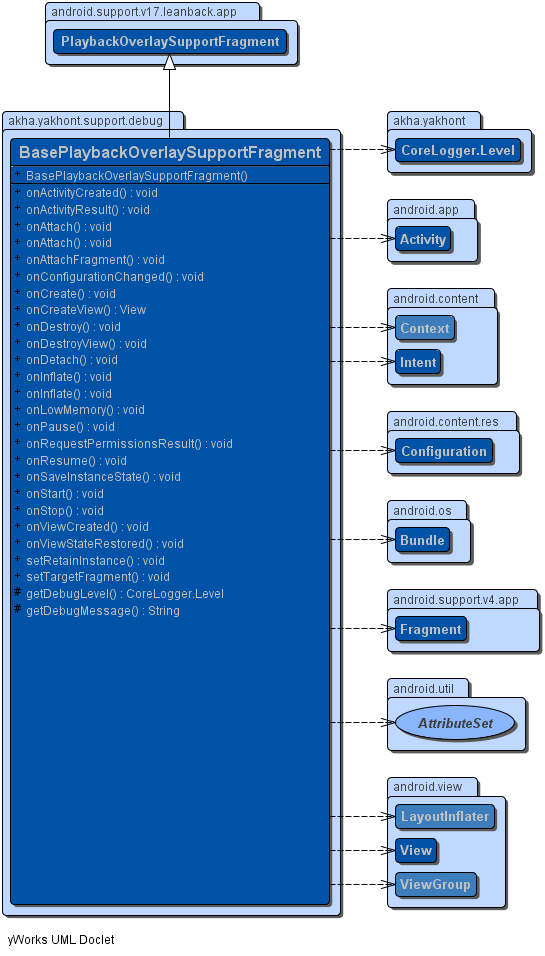 android.support.v17.leanback.app
PlaybackOverlaySupportFragment
akha.yakhont.support.debug
BasePlaybackOverlaySupportFragment
+ BasePlaybackOverlaySupportFragment()
+ onActivityCreated() : void
+ onActivityResult() : void
+ onAttach() : void
+ onAttach() : void
+ onAttachFragment() : void
+ onConfigurationChanged() : void
+ onCreate() : void
+ onCreateView() : View
+ onDestroy() : void
+ onDestroyView() : void
+ onDetach() : void
+ onInflate() : void
+ onInflate() : void
+ onLowMemory() : void
+ onPause() : void
+ onRequestPermissionsResult() : void
+ onResume() : void
+ onSaveInstanceState() : void
+ onStart() : void
+ onStop() : void
+ onViewCreated() : void
+ onViewStateRestored() : void
+ setRetainInstance() : void
+ setTargetFragment() : void
# getDebugLevel() : CoreLogger.Level
# getDebugMessage() : String
akha.yakhont
CoreLogger.Level
android.app
Activity
android.content
Context
Intent
android.content.res
Configuration
android.os
Bundle
android.support.v4.app
Fragment
android.util
AttributeSet
android.view
LayoutInflater
View
ViewGroup
yWorks UML Doclet